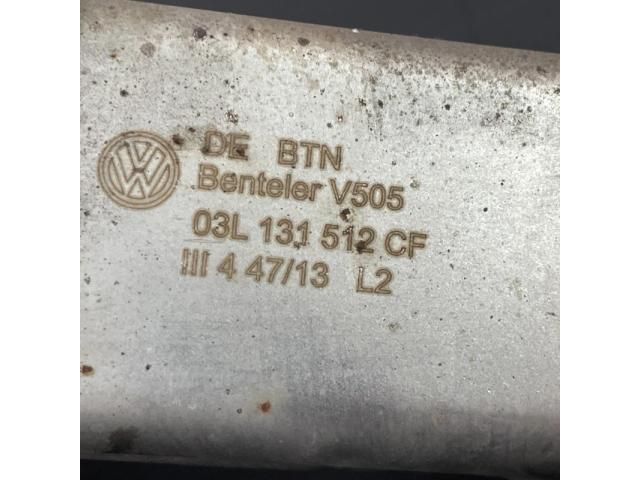 DE BTN
Benteler V505
03L 131 512 CF
III 4 47/13 L2